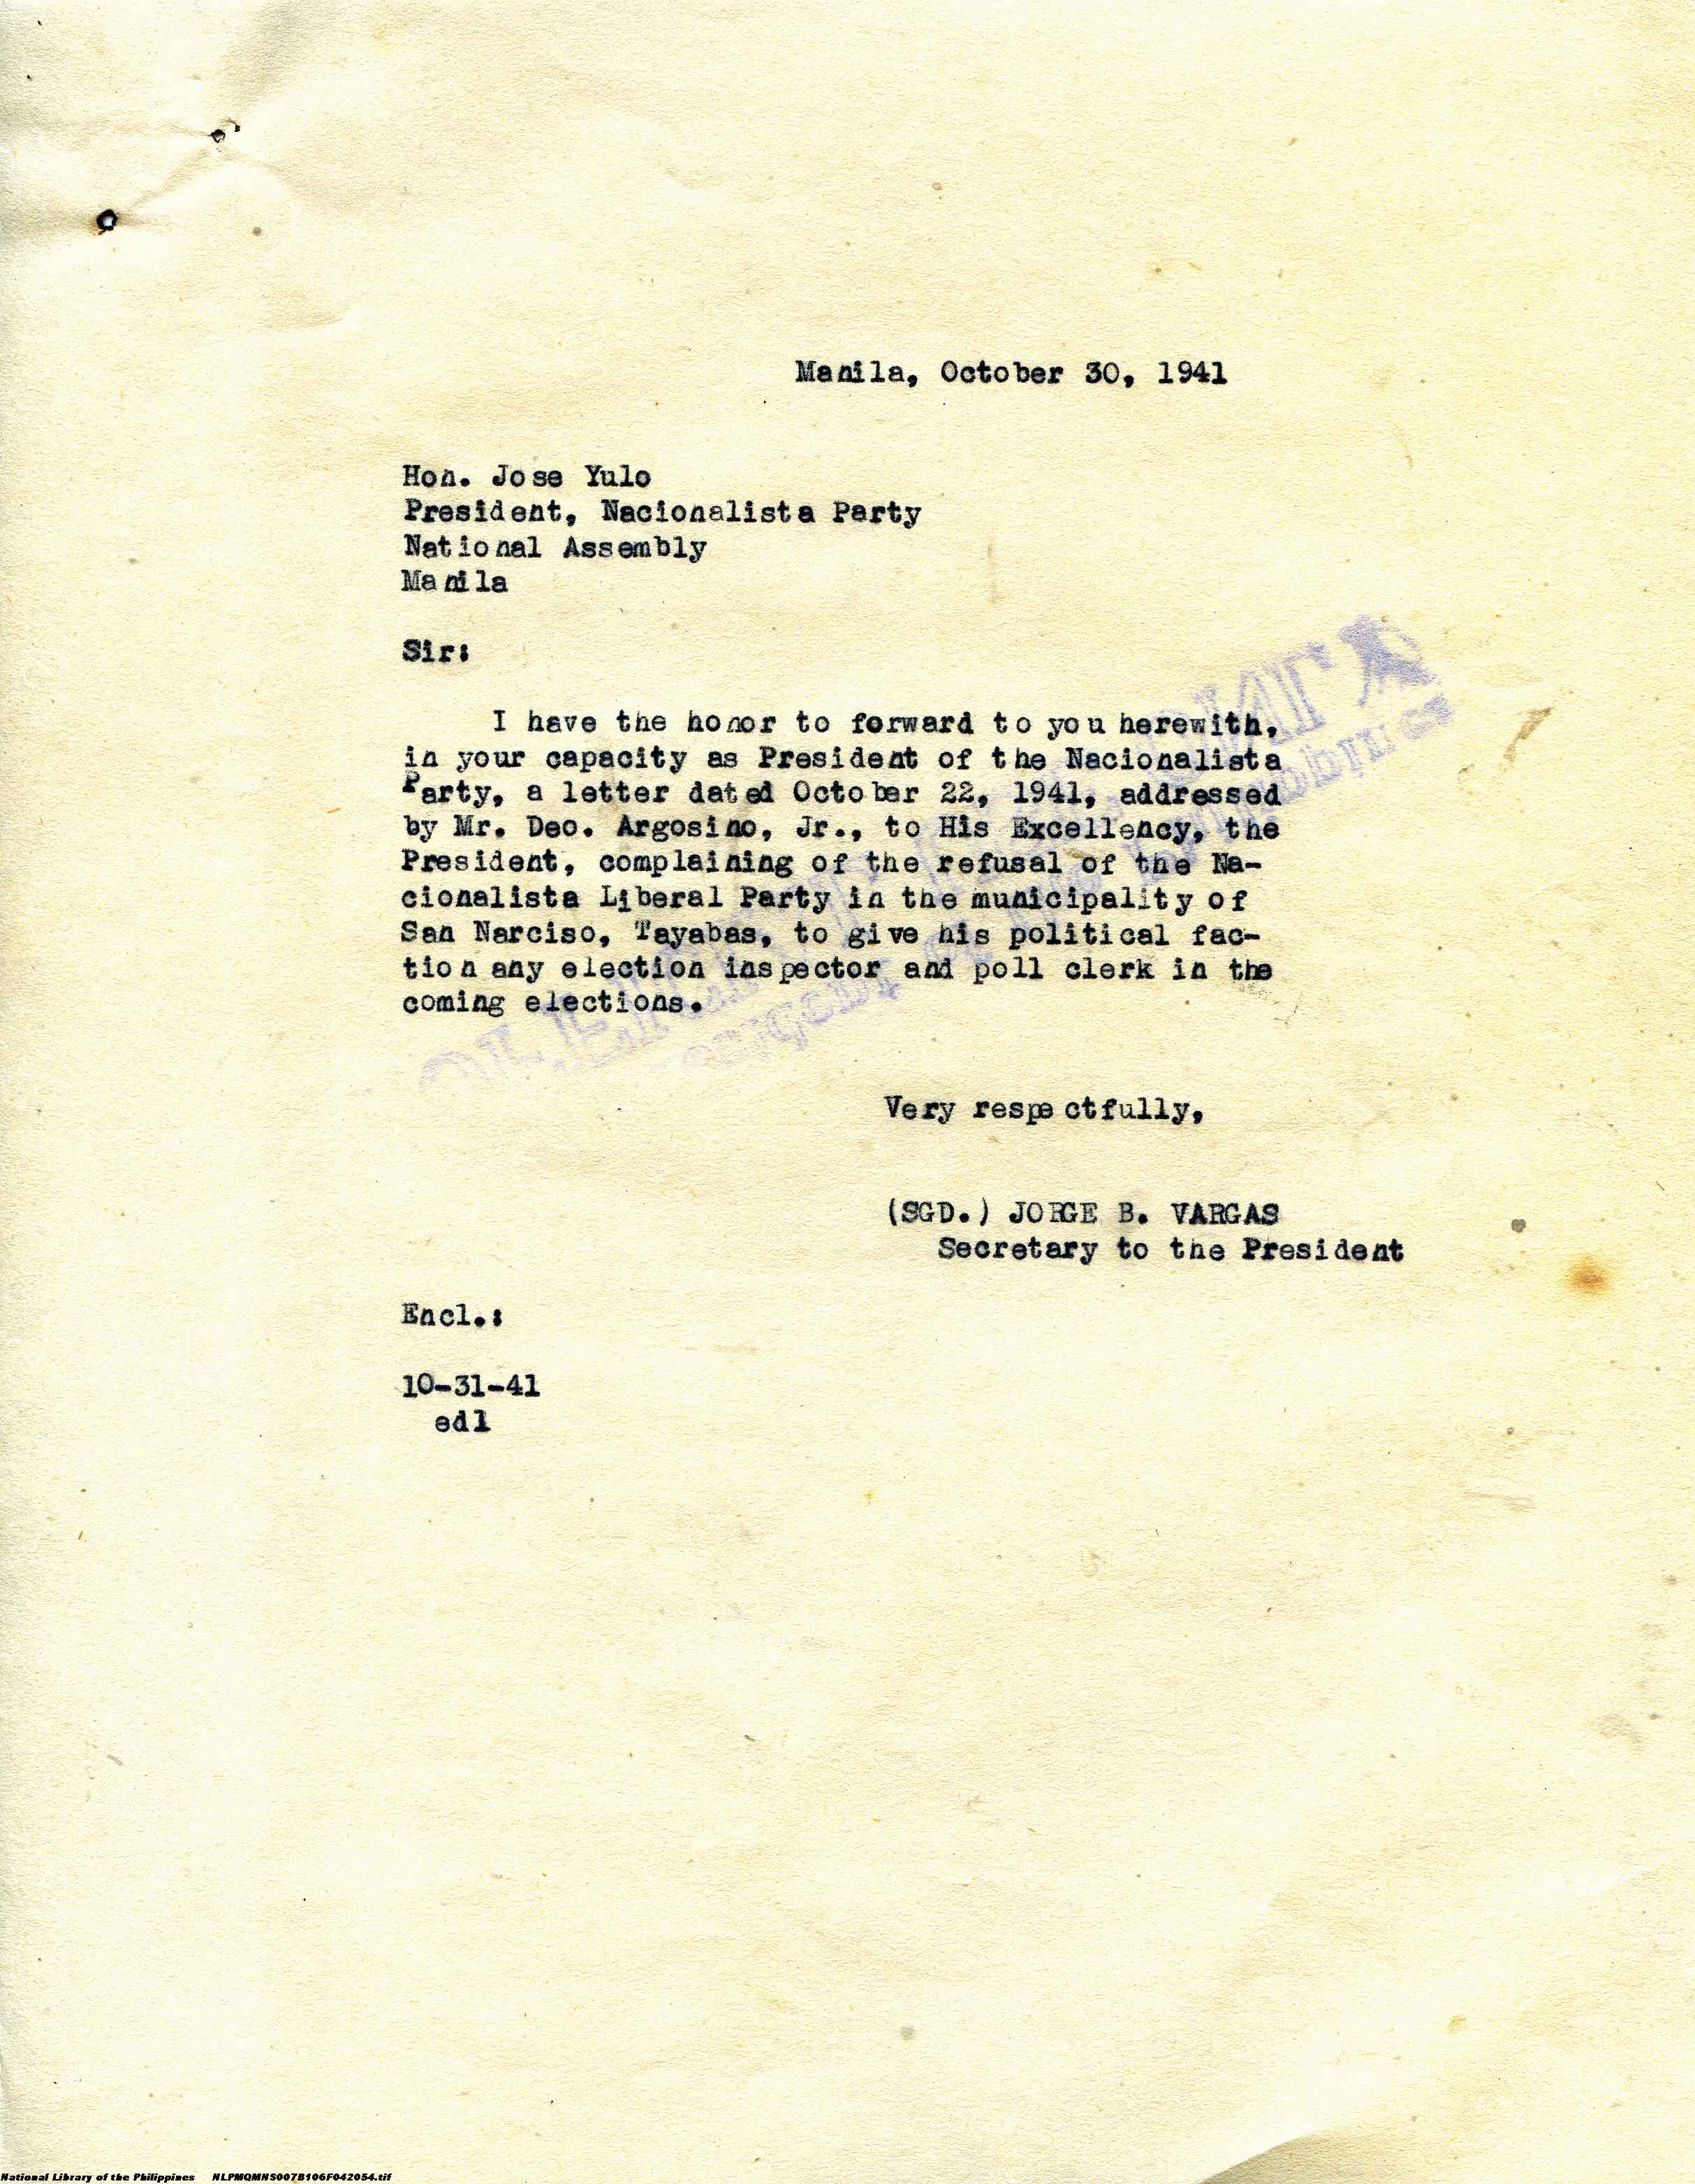 Manila, October 30, 1941
Hon. Jose Yulo
President, Nacionalista Party
National Assembly
Manila
Sir:
I have the honor to forward to you herewith,
in your capacity as President of the Nacionalista
Party, a letter dated October 22, 1941, addressed
by Mr. Deo. Argosino, Jr., to His Excellency, the
President, complaining of the refusal of the Na-
cionalista Liberal Party in the municipality of
San Narciso, Tayabas, to give his political fac-
tion any election inspector and poll clerk in the
coming elections.
Very respectfully,
(SGD.) JORGE B. VARGAS
Secretary to the President
Encl.:
10-31-41
edl
National Library of the Philippines NLPMQMNS007B106F042054.tif